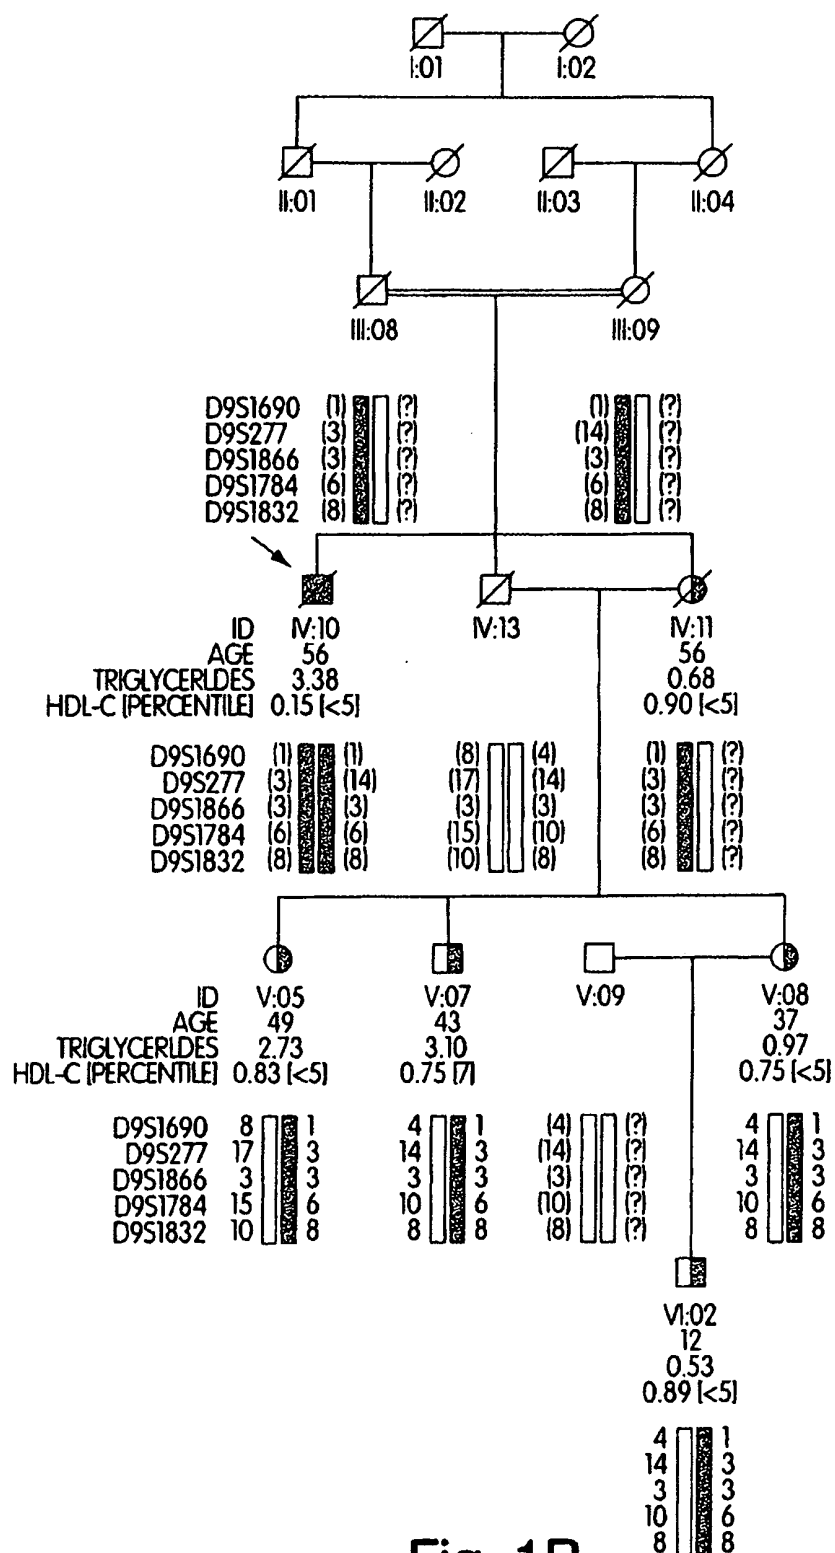 I:01 I:02
II:01 II:02 II:03 II:04
III:08 III:09
D9S1690 (1) (?) (1) (?)
D9S277 (3) (?) (14) (?)
D9S1866 (3) (?) (3) (?)
D9S1784 (6) (?) (6) (?)
D9S1832 (8) (?) (8) (?)
ID IV:10 IV:13 IV:11
AGE 56 56
TRIGLYCERIDES 3.38 0.68
HDL-C [PERCENTILE] 0.15 [<5] 0.90 [<5]
D9S1690 (1) (1) (8) (4) (1) (?)
D9S277 (3) (14) (17) (14) (3) (?)
D9S1866 (3) (3) (3) (3) (3) (?)
D9S1784 (6) (6) (15) (10) (6) (?)
D9S1832 (8) (8) (10) (8) (8) (?)
ID V:05 V:07 V:09 V:08
AGE 49 43 37
TRIGLYCERIDES 2.73 3.10 0.97
HDL-C [PERCENTILE] 0.83 [<5] 0.75 [7] 0.75 [<5]
D9S1690 8 1 4 1 (4) (?) 4 1
D9S277 17 3 14 3 (14) (?) 14 3
D9S1866 3 3 3 3 (3) (?) 3 3
D9S1784 15 6 10 6 (10) (?) 10 6
D9S1832 10 8 8 8 (8) (?) 8 8
VI:02
12
0.53
0.89 [<5]
4 1
14 3
3 3
10 6
8 8